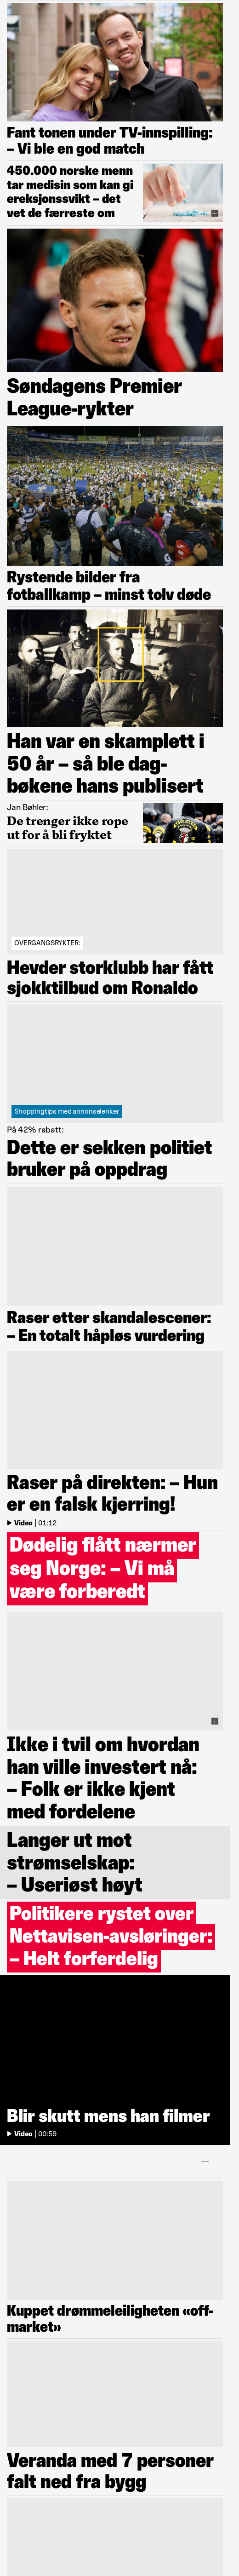 Fant tonen under TV-innspilling:
– Vi ble en god match
450.000 norske menn
tar medisin som kan gi
ereksjonssvikt – det
vet de færreste om
Søndagens Premier
League-rykter
Rystende bilder fra
fotballkamp – minst tolv døde
Han var en skamplett i
50 år – så ble dag-
bøkene hans publisert
Jan Bøhler:
De trenger ikke rope
ut for å bli fryktet
OVERGANGSRYKTER:
Hevder storklubb har fått
sjokktilbud om Ronaldo
Shoppingtips med annonselenker
På 42% rabatt:
Dette er sekken politiet
bruker på oppdrag
Raser etter skandalescener:
– En totalt håpløs vurdering
Raser på direkten: – Hun
er en falsk kjerring!
Video | 01:12
Dødelig flått nærmer
seg Norge: – Vi må
være forberedt
Ikke i tvil om hvordan
han ville investert nå:
– Folk er ikke kjent
med fordelene
Langer ut mot
strømselskap:
– Useriøst høyt
Politikere rystet over
Nettavisen-avsløringer:
– Helt forferdelig
Blir skutt mens han filmer
Video | 00:59
Kuppet drømmeleiligheten «off-
market»
Veranda med 7 personer
falt ned fra bygg